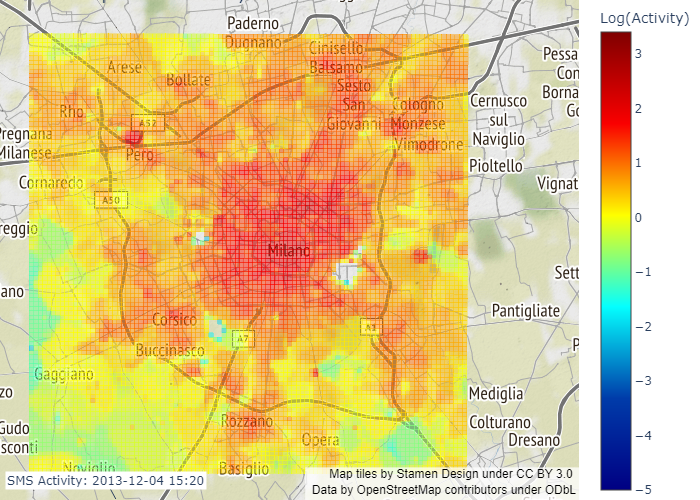 Log(Activity)
3
2
1
0
−1
−2
−3
−4
−5
Paderno
Dugnano
Cinisello
Balsamo
Arese
Bollate
Sesto
San
Giovanni
Rho
A52
Cologno
Monzese
Cernusco
sul
Naviglio
Pessa
Con
Borna
Go
Pregnana
Milanese
Pero
Vimodrone
Pioltello
Cornaredo
A50
Vignat
reggio
Milano
ano
Sett
Corsico
A7
A1
Pantigliate
Buccinasco
P
Gaggiano
zo
Mediglia
Gudo
sconti
Rozzano
Opera
Colturano
Dresano
Noviglio
Basiglio
SMS Activity: 2013-12-04 15:20
Map tiles by Stamen Design under CC BY 3.0
Data by OpenStreetMap contributors under ODbL